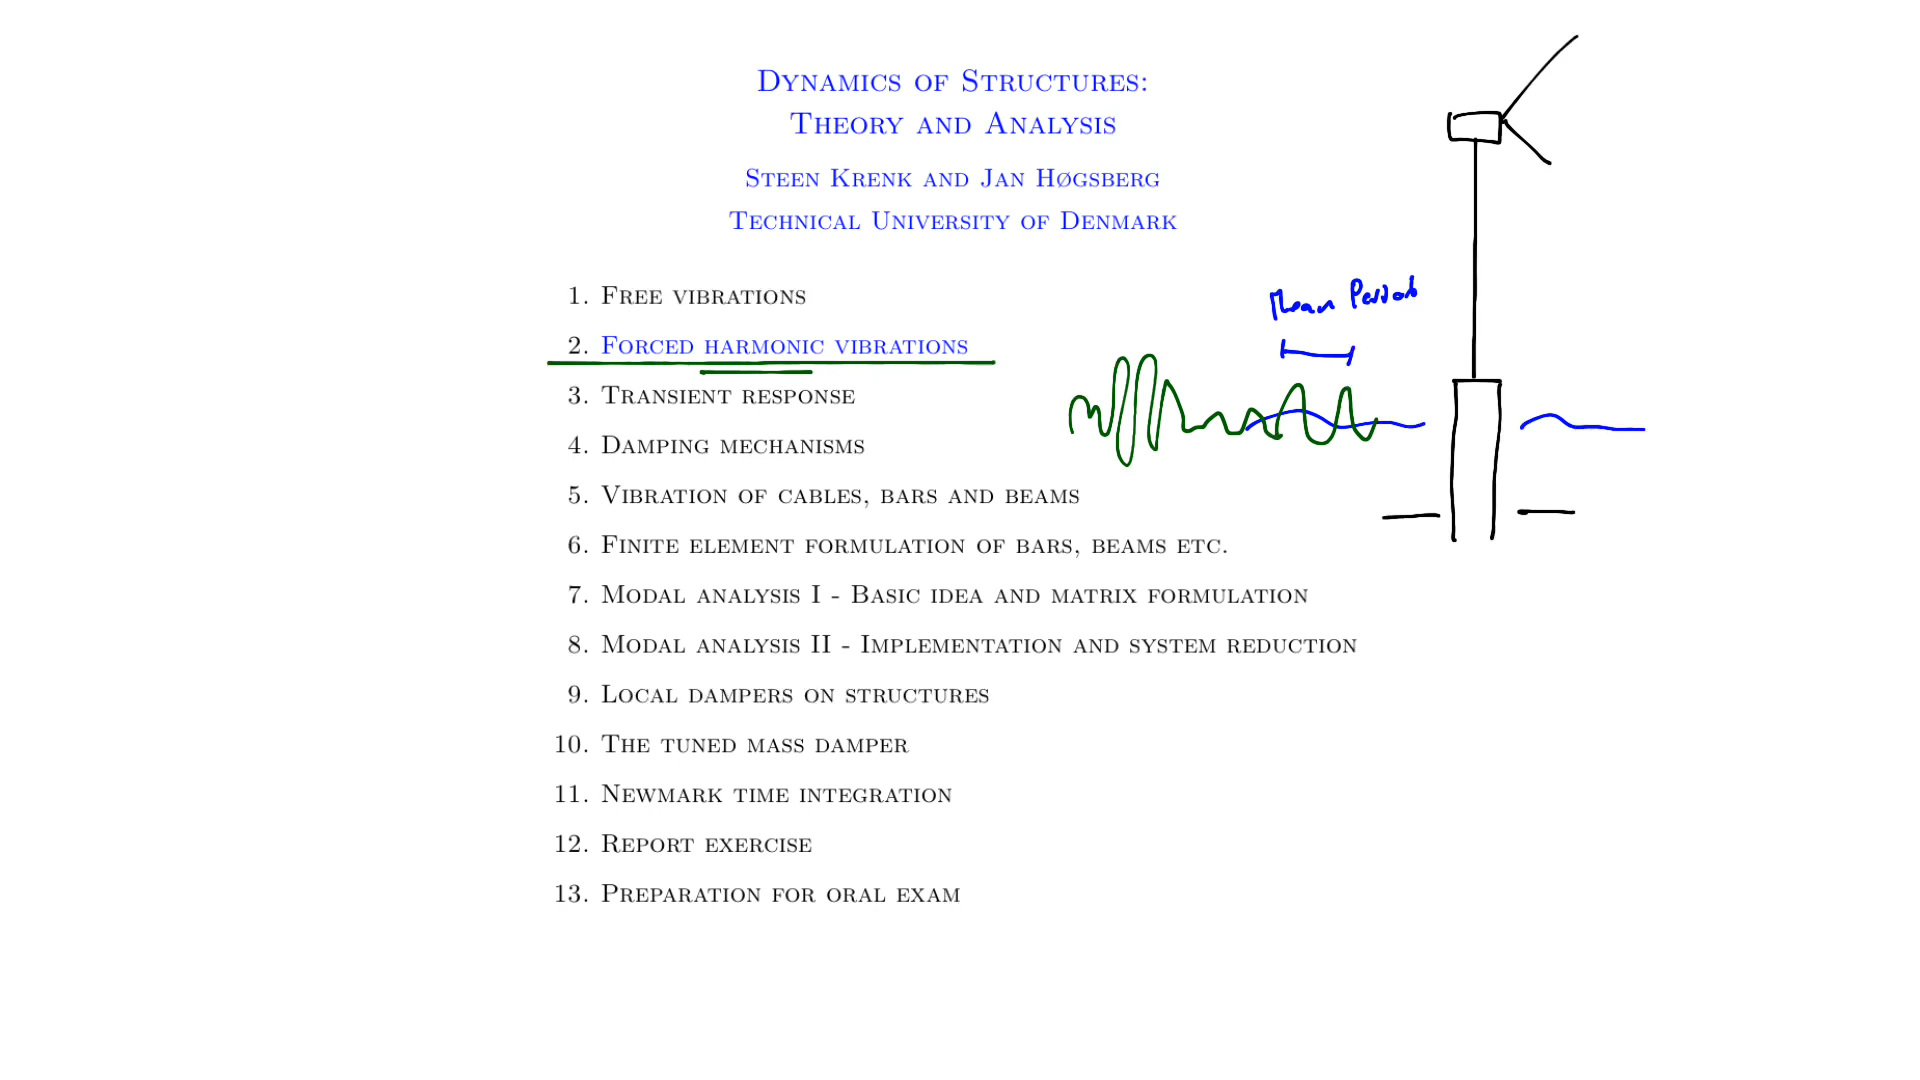 Dynamics of Structures:
Theory and Analysis
Steen Krenk and Jan Høgsberg
Technical University of Denmark
1. Free vibrations
2. Forced harmonic vibrations
3. Transient response
4. Damping mechanisms
5. Vibration of cables, bars and beams
6. Finite element formulation of bars, beams etc.
7. Modal analysis I - Basic idea and matrix formulation
8. Modal analysis II - Implementation and system reduction
9. Local dampers on structures
10. The tuned mass damper
11. Newmark time integration
12. Report exercise
13. Preparation for oral exam
Mean Period